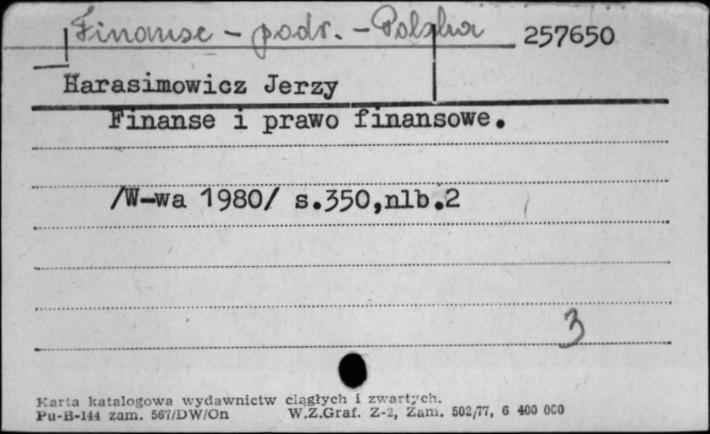 Finanse - podr. - Polska 257650
Harasimowicz Jerzy
Finanse i prawo finansowe.
/W-wa 1980/ s.350,nlb.2
3
Karta katalogowa wydawnictw ciągłych i zwartych.
Pu-B-144 zam. 567/DW/On W.Z.Graf. Z-2, Zam. 502/77, 6 400 000